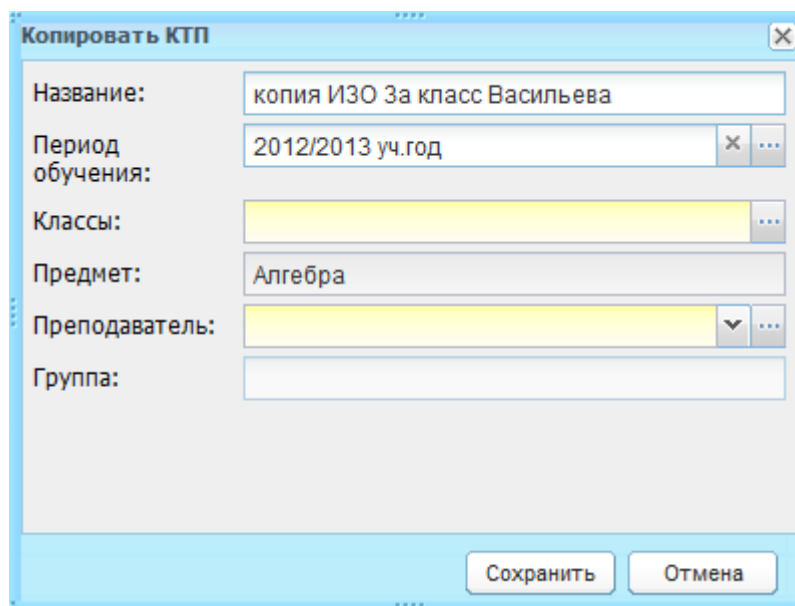 Копировать КТП
Название: копия ИЗО 3а класс Васильева
Период обучения: 2012/2013 уч.год
Классы:
Предмет: Алгебра
Преподаватель:
Группа:
Сохранить Отмена